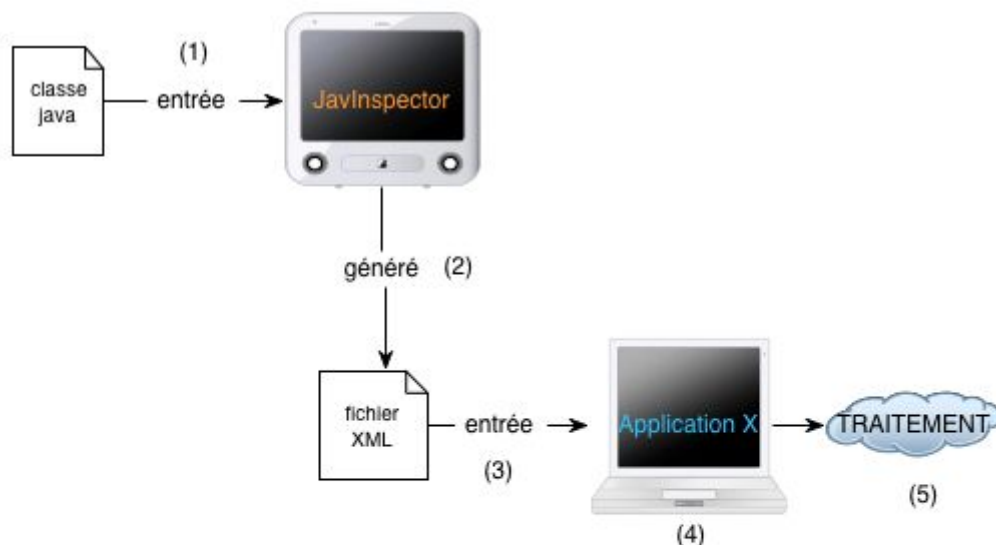 (1)
classe
java
entrée
JavInspector
généré (2)
fichier
XML
entrée
(3)
Application X
(4)
TRAITEMENT
(5)